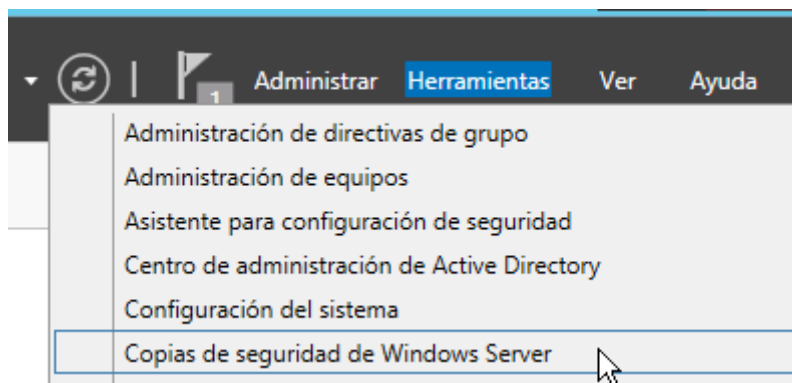 1 Administrar Herramientas Ver Ayuda
Administración de directivas de grupo
Administración de equipos
Asistente para configuración de seguridad
Centro de administración de Active Directory
Configuración del sistema
Copias de seguridad de Windows Server